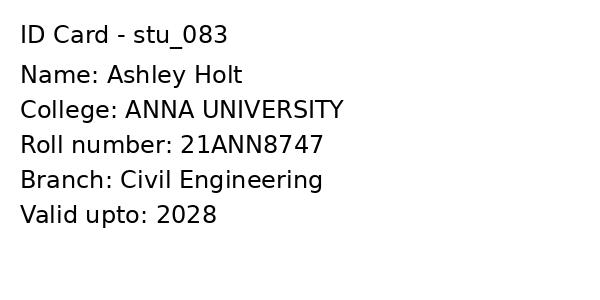 ID Card - stu_083
Name: Ashley Holt
College: ANNA UNIVERSITY
Roll number: 21ANN8747
Branch: Civil Engineering
Valid upto: 2028